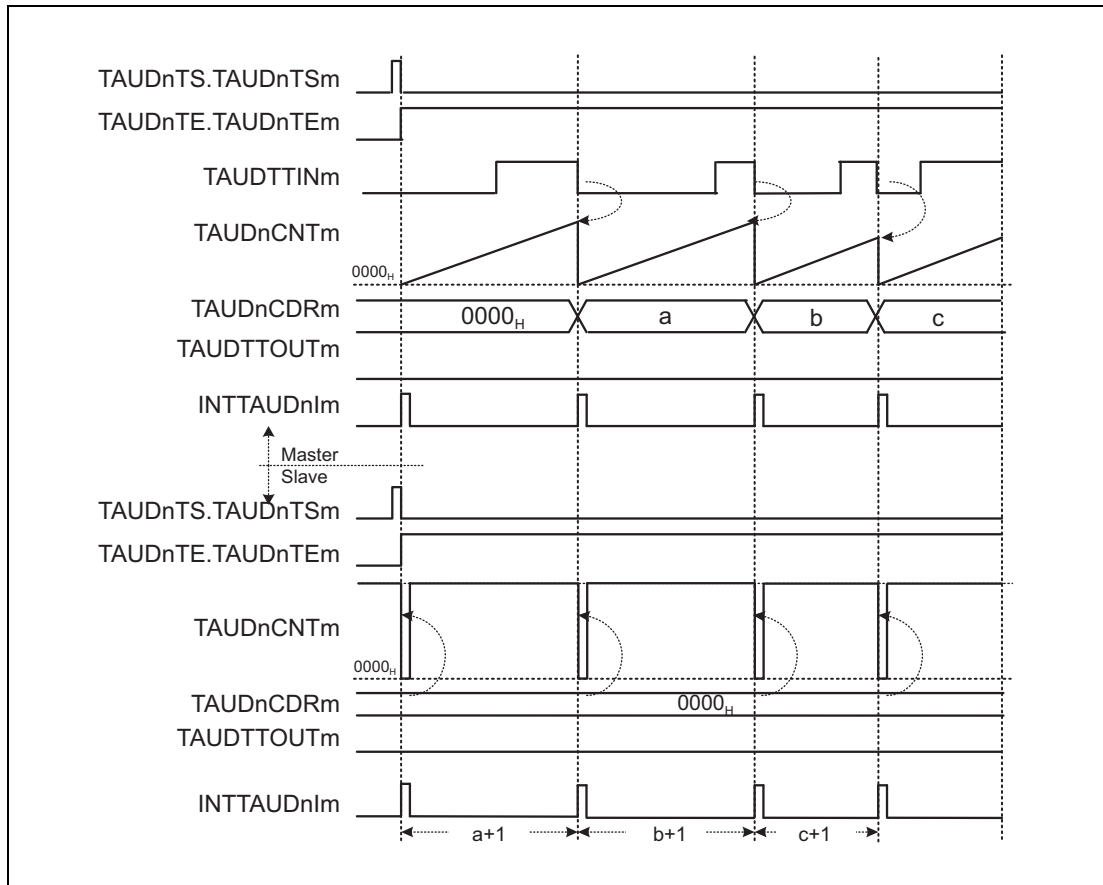 TAUDnTS.TAUDnTSm
TAUDnTE.TAUDnTEm
TAUDTTINm
TAUDnCNTm
0000H
TAUDnCDRm
0000H
a
b
c
TAUDTTOUTm
INTTAUDnIm
Master
Slave
TAUDnTS.TAUDnTSm
TAUDnTE.TAUDnTEm
TAUDnCNTm
0000H
TAUDnCDRm
0000H
TAUDTTOUTm
INTTAUDnIm
a+1
b+1
c+1